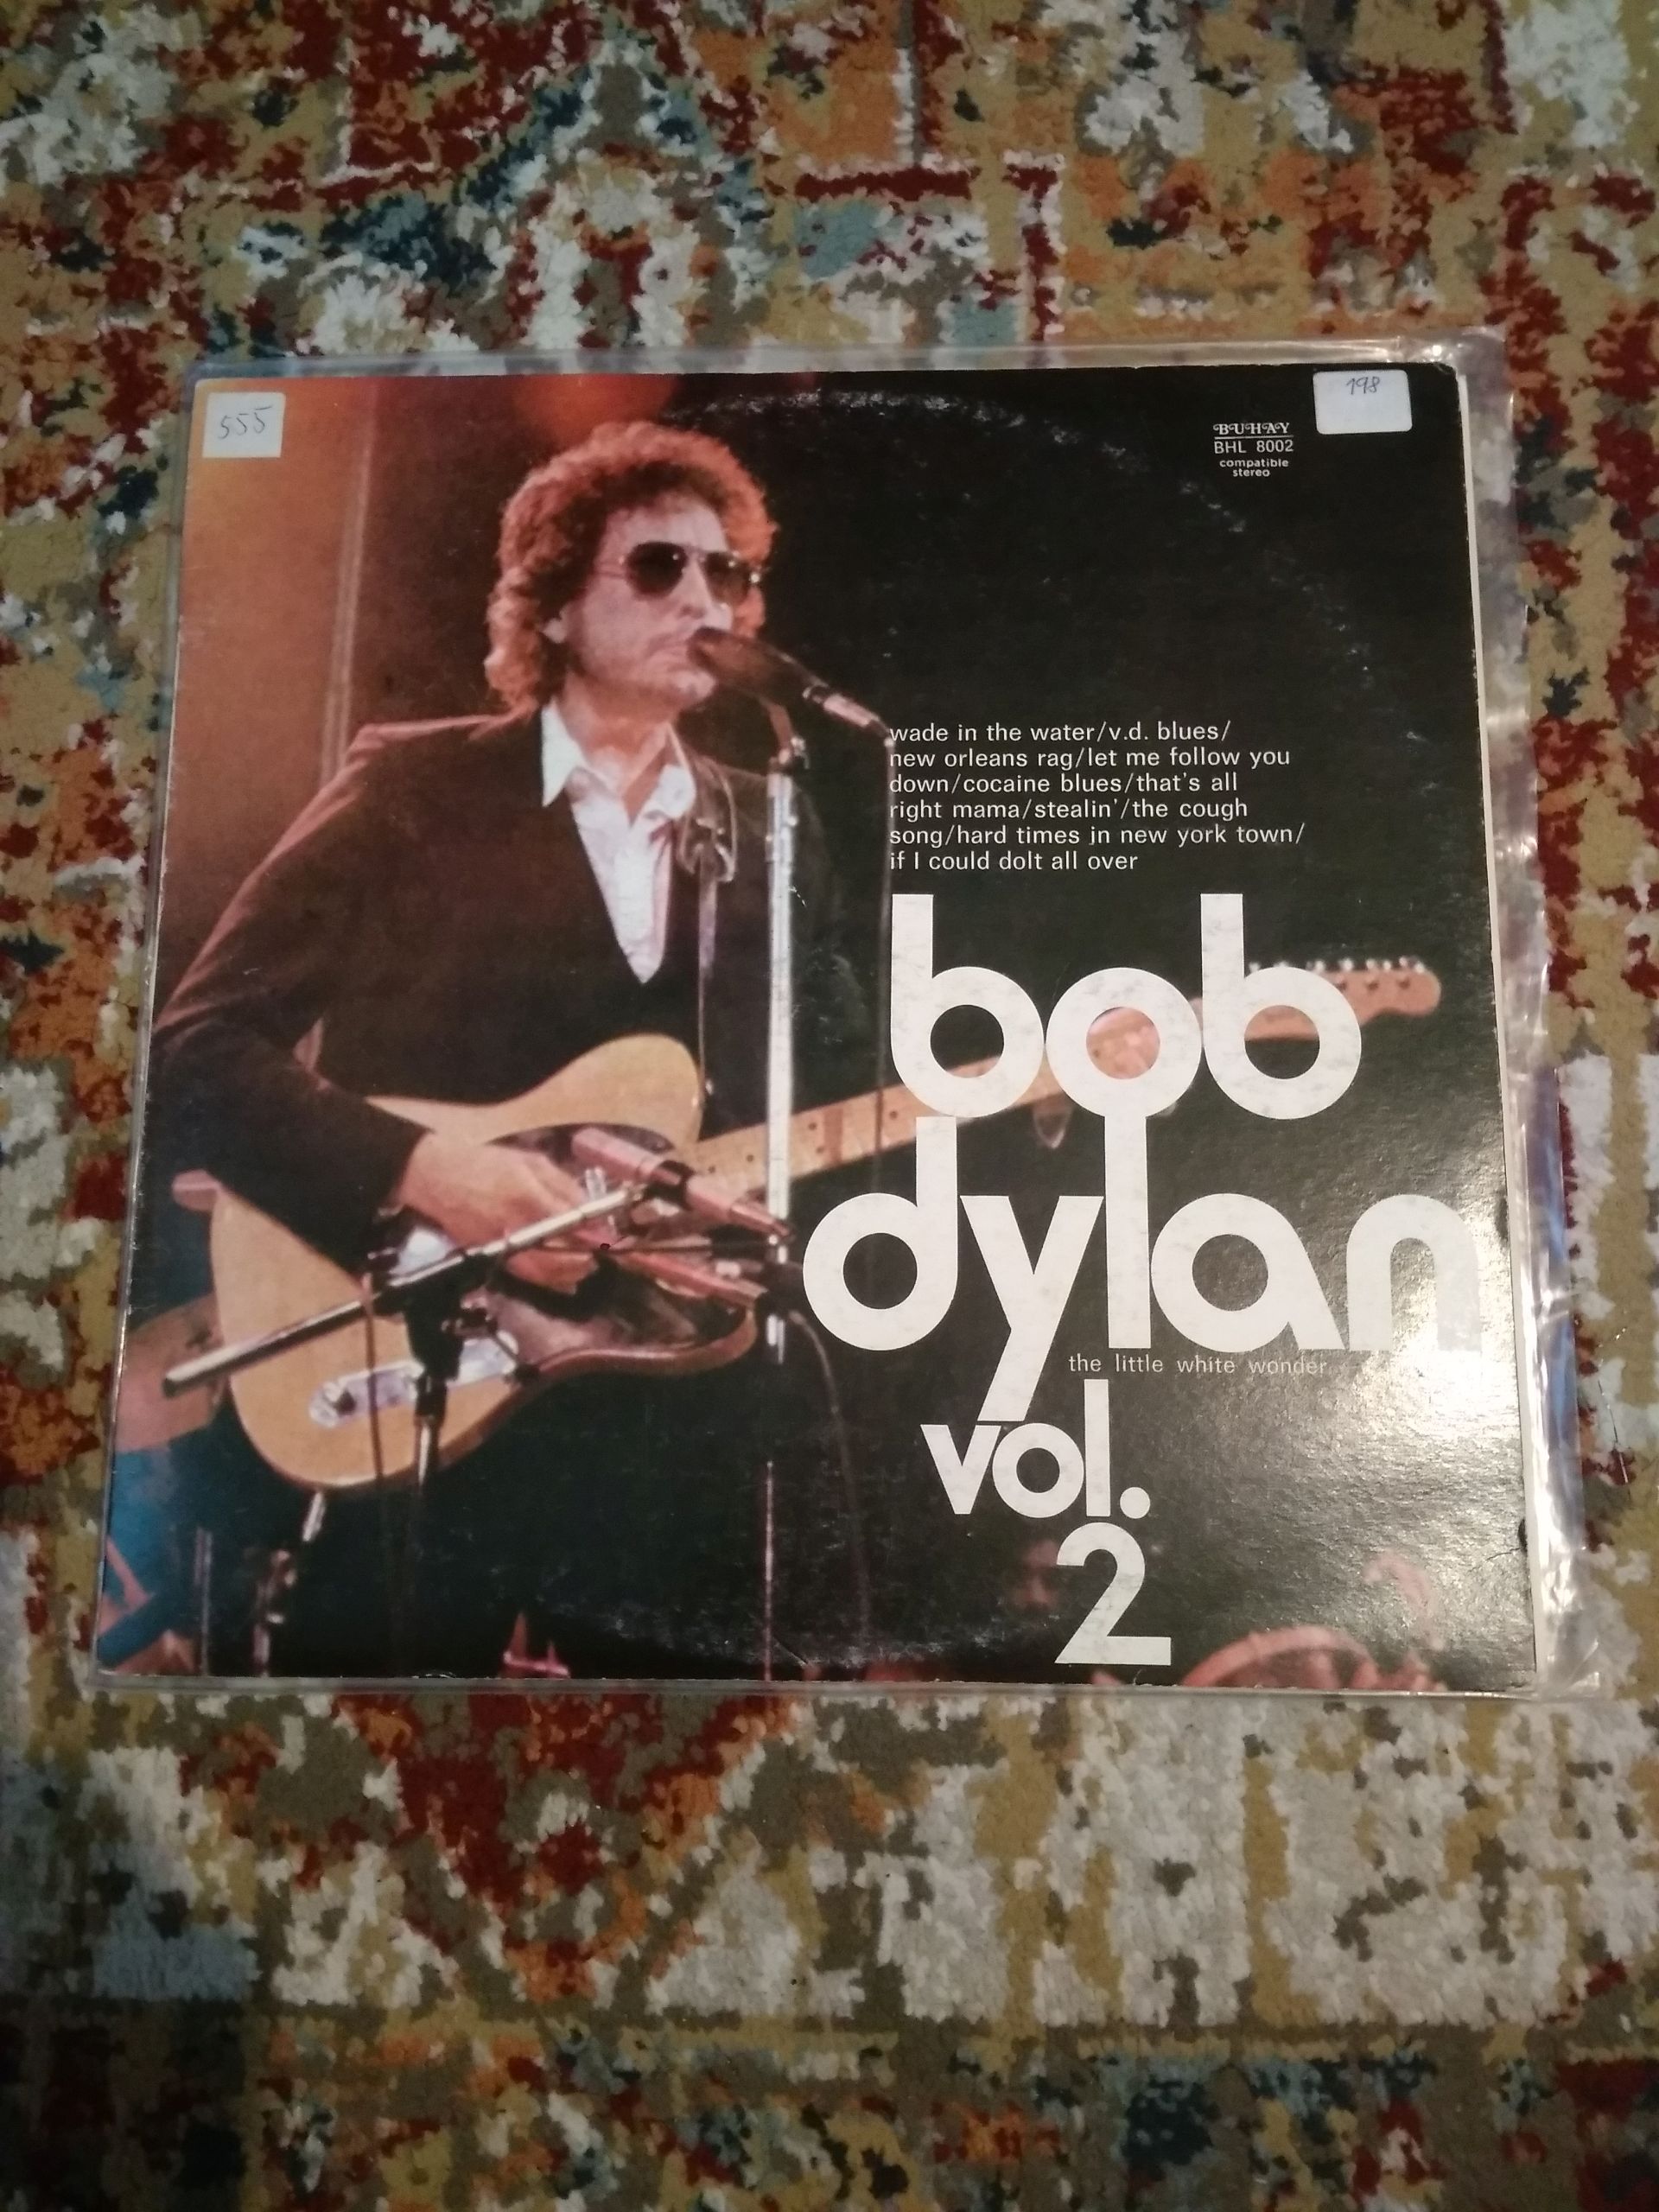 555
198
BUHAY
BHL 8002
compatible
stereo
wade in the water/v.d. blues/
new orleans rag/let me follow you
down/cocaine blues/that's all
right mama/stealin'/the cough
song/hard times jn new york town/
if I could doIt all over
bob
dylan
the little white wonder
vol.
2